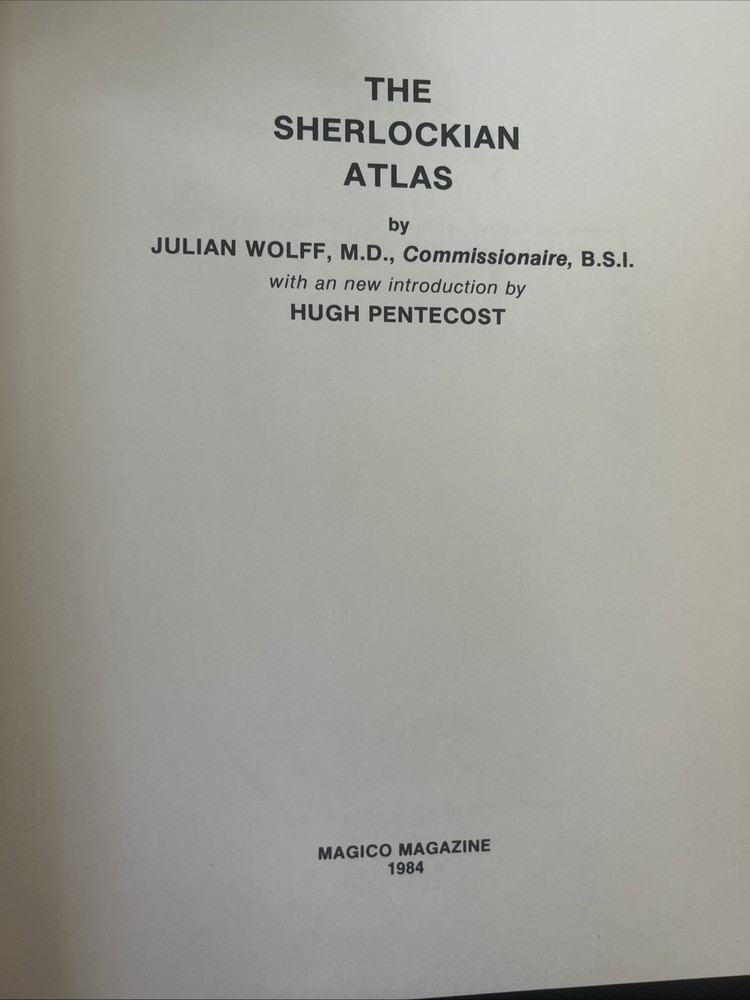 THE
SHERLOCKIAN
ATLAS
by
JULIAN WOLFF, M.D., Commissionaire, B.S.I.
with an new introduction by
HUGH PENTECOST
MAGICO MAGAZINE
1984